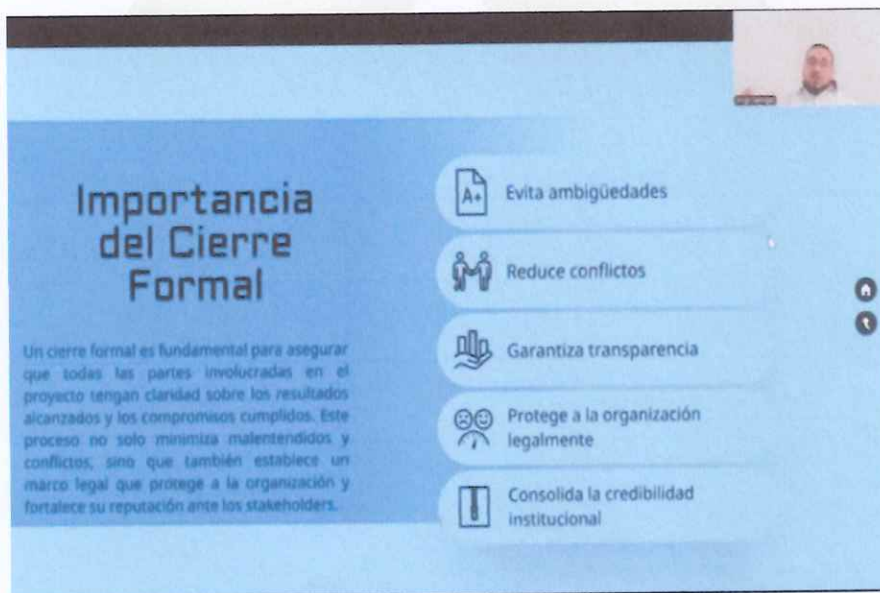 Importancia
del Cierre
Formal
Un cierre formal es fundamental para asegurar
que todas las partes involucradas en el
proyecto tengan claridad sobre los resultados
alcanzados y los compromisos cumplidos. Este
proceso no solo minimiza malentendidos y
conflictos, sino que también establece un
marco legal que protege a la organización y
fortalece su reputación ante los stakeholders.
A+
Evita ambigüedades
Reduce conflictos
Garantiza transparencia
Protege a la organización
legalmente
Consolida la credibilidad
institucional